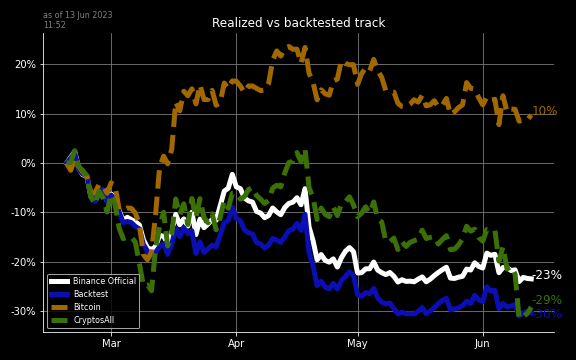 as of 13 Jun 2023
11:52
Realized vs backtested track
20%
10%
0%
-10%
-20%
-30%
10%
-23%
-29%
-30%
Binance Official
Backtest
Bitcoin
CryptosAll
Mar
Apr
May
Jun